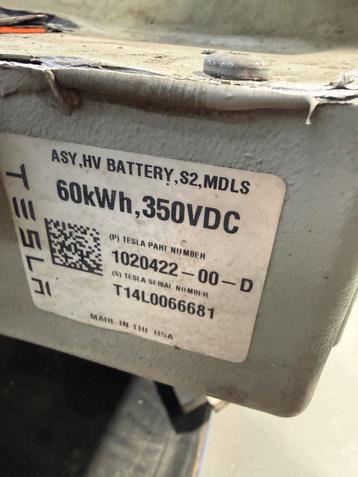 TESLA
ASY,HV BATTERY,S2,MDLS
60kWh,350VDC
(P) TESLA PART NUMBER
1020422-00-D
(S) TESLA SERIAL NUMBER
T14L0066681
MADE IN THE USA